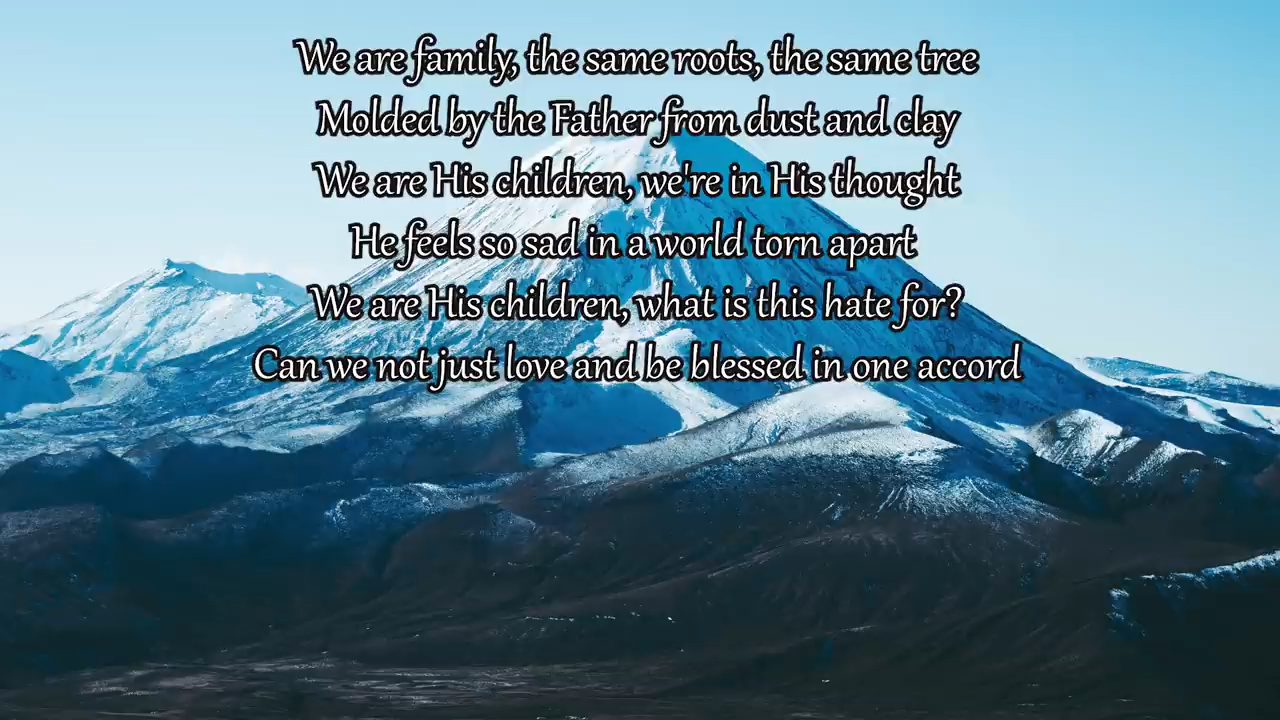 We are family, the same roots, the same tree
Molded by the Father from dust and clay
We are His children, we're in His thought
He feels so sad in a world torn apart
We are His children, what is this hate for?
Can we not just love and be blessed in one accord